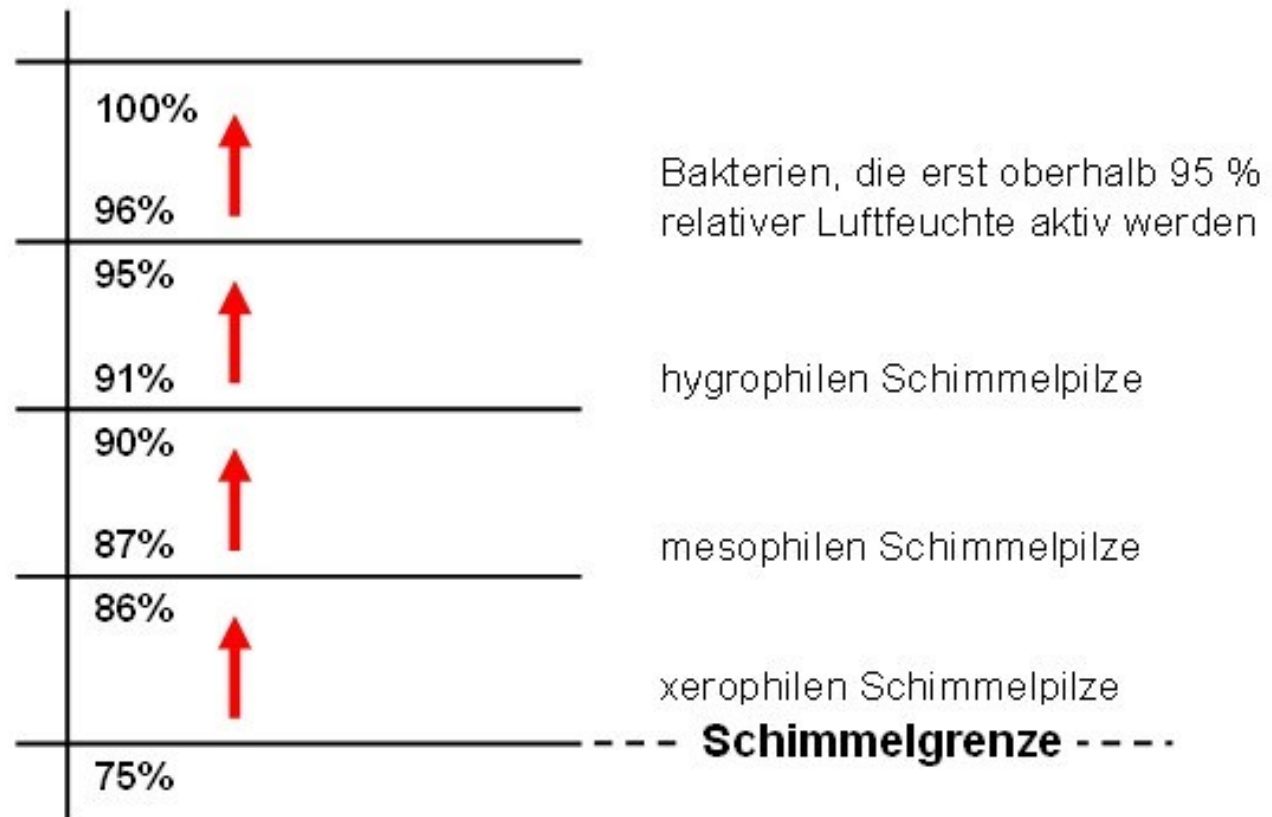 100%
96%
Bakterien, die erst oberhalb 95 %
relativer Luftfeuchte aktiv werden
95%
91%
hygrophilen Schimmelpilze
90%
87%
mesophilen Schimmelpilze
86%
xerophilen Schimmelpilze
Schimmelgrenze
75%